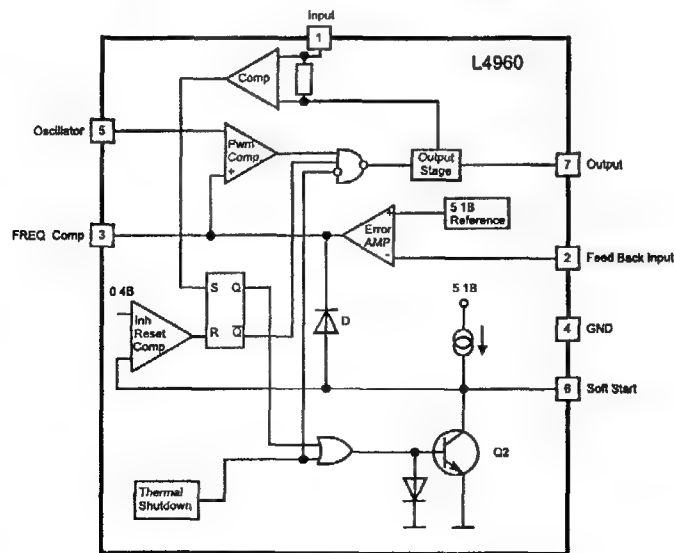 Input
1
L4960
Comp
Oscillator
5
Pwm
Comp
+
Output
Stage
7
Output
5 1B
Reference
+
Error
AMP
-
FREQ Comp
3
2
Feed Back Input
0 4B
S
Q
5 1B
Inh
Reset
Comp
R
Q̅
D
4
GND
6
Soft Start
Q2
Thermal
Shutdown